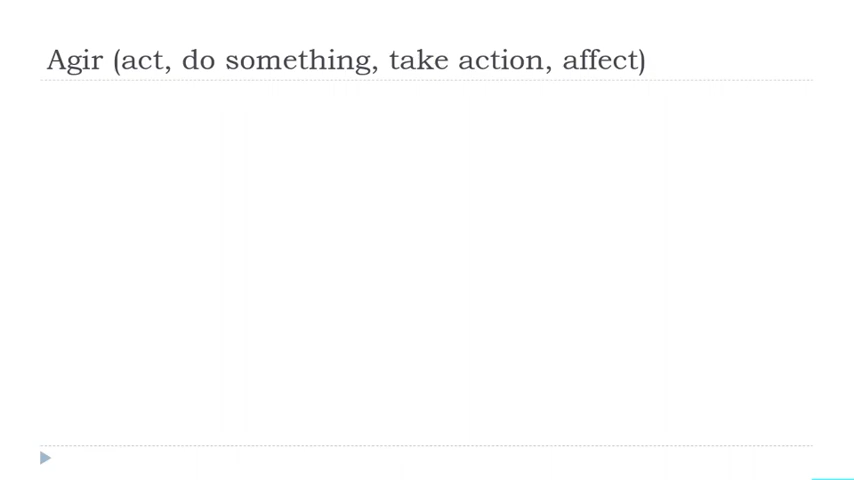 Agir (act, do something, take action, affect)